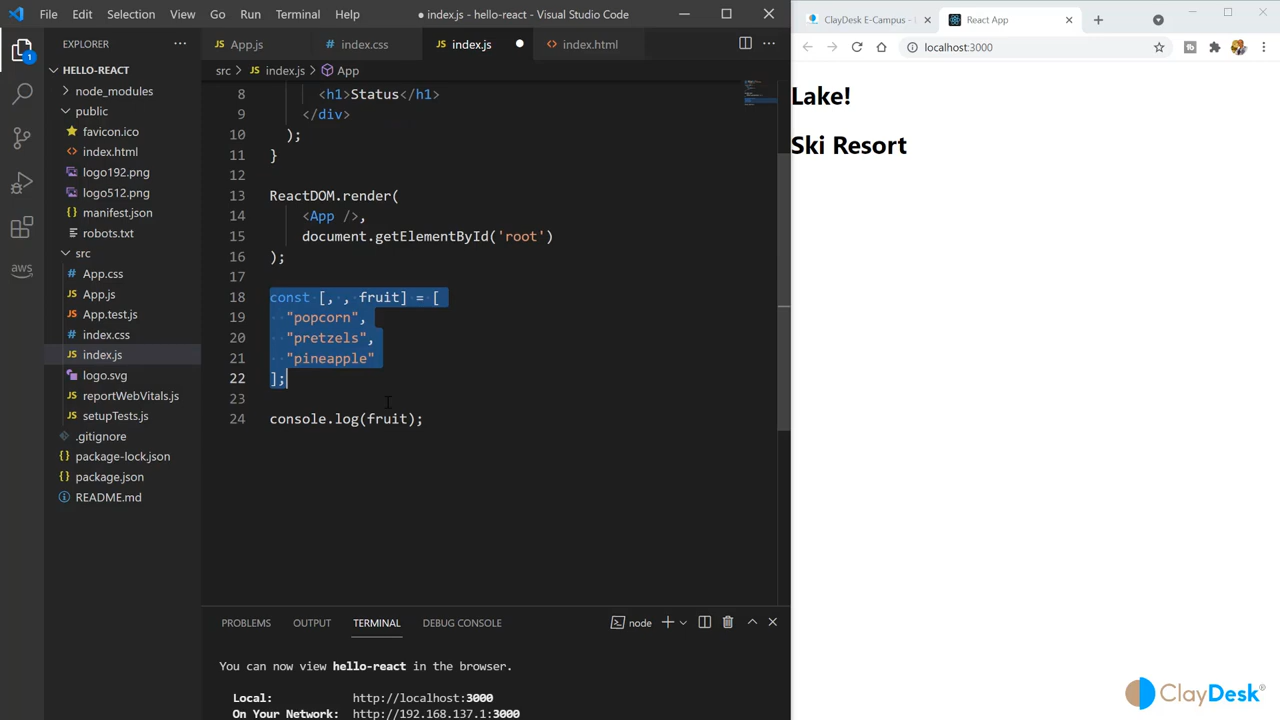 File Edit Selection View Go Run Terminal Help ● index.js - hello-react - Visual Studio Code
EXPLORER
HELLO-REACT
node_modules
public
favicon.ico
index.html
logo192.png
logo512.png
manifest.json
robots.txt
src
App.css
App.js
App.test.js
index.css
index.js
logo.svg
reportWebVitals.js
setupTests.js
.gitignore
package-lock.json
package.json
README.md
1
aws
App.js index.css index.js index.html
src > index.js > App
8 <h1>Status</h1>
9 </div>
10 );
11 }
12
13 ReactDOM.render(
14 <App />,
15 document.getElementById('root')
16 );
17
18 const [, , fruit] = [
19 "popcorn",
20 "pretzels",
21 "pineapple"
22 ];
23
24 console.log(fruit);
PROBLEMS OUTPUT TERMINAL DEBUG CONSOLE node
You can now view hello-react in the browser.
Local: http://localhost:3000
On Your Network: http://192.168.137.1:3000
ClayDesk E-Campus - React App
localhost:3000
Lake!
Ski Resort
ClayDesk®